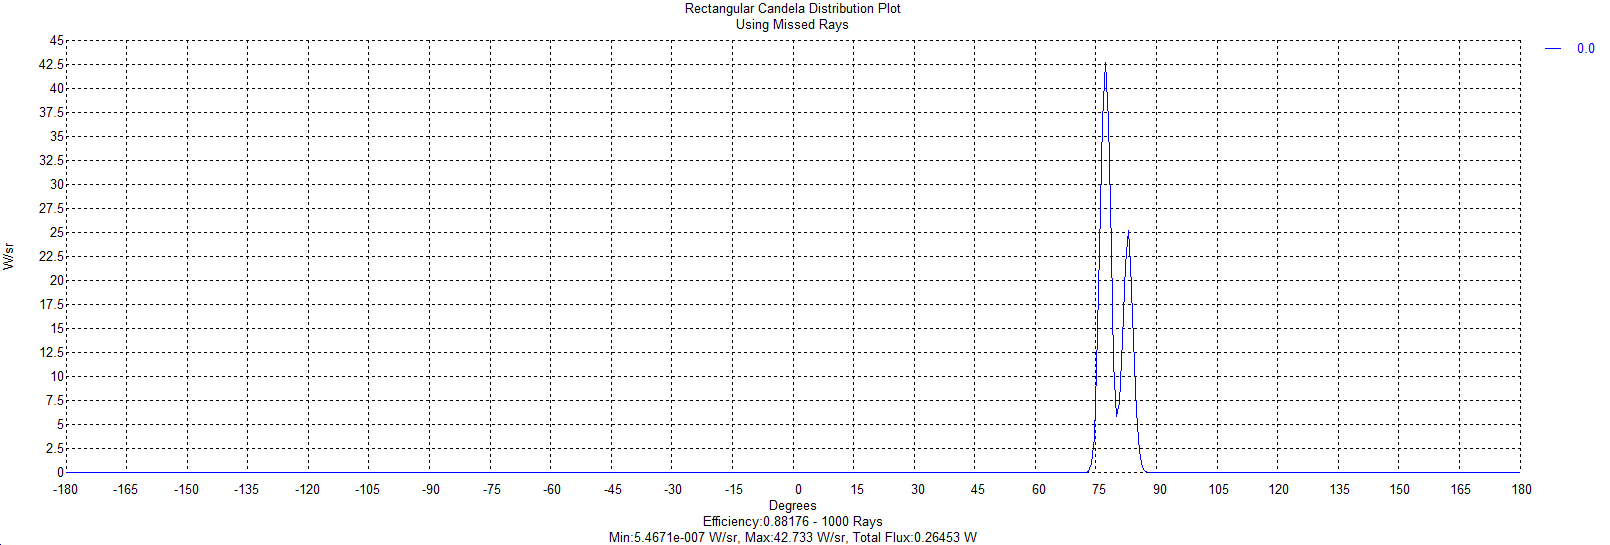 Rectangular Candela Distribution Plot
Using Missed Rays
45
42.5
40
37.5
35
32.5
30
27.5
25
22.5
20
17.5
15
12.5
10
7.5
5
2.5
0
W/sr
-180 -165 -150 -135 -120 -105 -90 -75 -60 -45 -30 -15 0 15 30 45 60 75 90 105 120 135 150 165 180
Degrees
Efficiency:0.88176 - 1000 Rays
Min:5.4671e-007 W/sr, Max:42.733 W/sr, Total Flux:0.26453 W
0.0